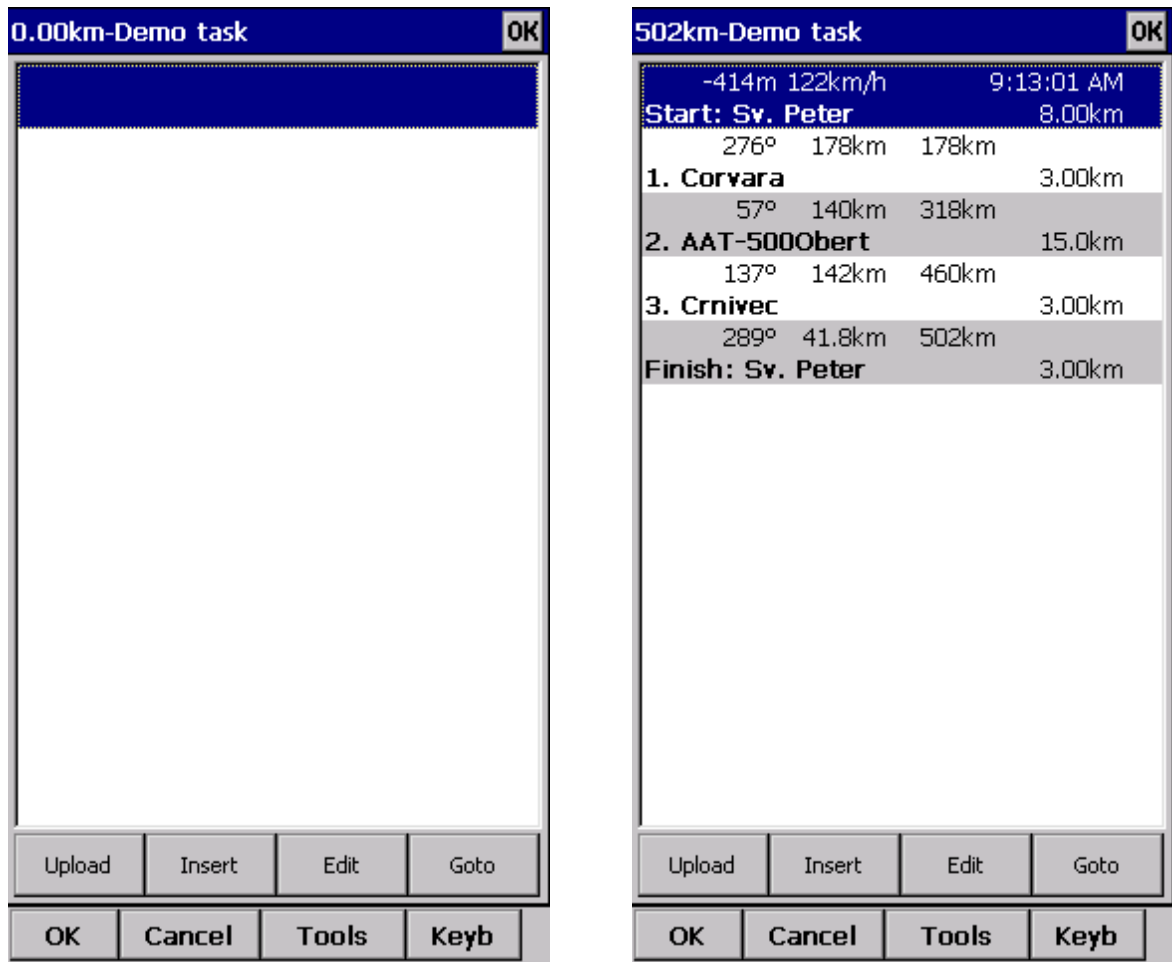 0.00km-Demo task OK
Upload Insert Edit Goto
OK Cancel Tools Keyb
502km-Demo task OK
-414m 122km/h 9:13:01 AM
Start: Sv. Peter 8.00km
276º 178km 178km
1. Corvara 3.00km
57º 140km 318km
2. AAT-500Obert 15.0km
137º 142km 460km
3. Crnivec 3.00km
289º 41.8km 502km
Finish: Sv. Peter 3.00km
Upload Insert Edit Goto
OK Cancel Tools Keyb